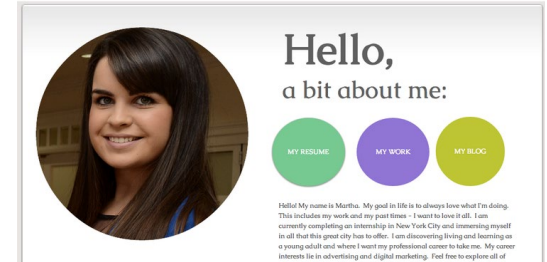 Hello,
a bit about me:
MY RESUME
MY WORK
MY BLOG
Hello! My name is Martha. My goal in life is to always love what I'm doing.
This includes my work and my past times - I want to love it all. I am
currently completing an internship in New York City and immersing myself
in all that this great city has to offer. I am discovering living and learning as
a young adult and where I want my professional career to take me. My career
interests lie in advertising and digital marketing. Feel free to explore all of